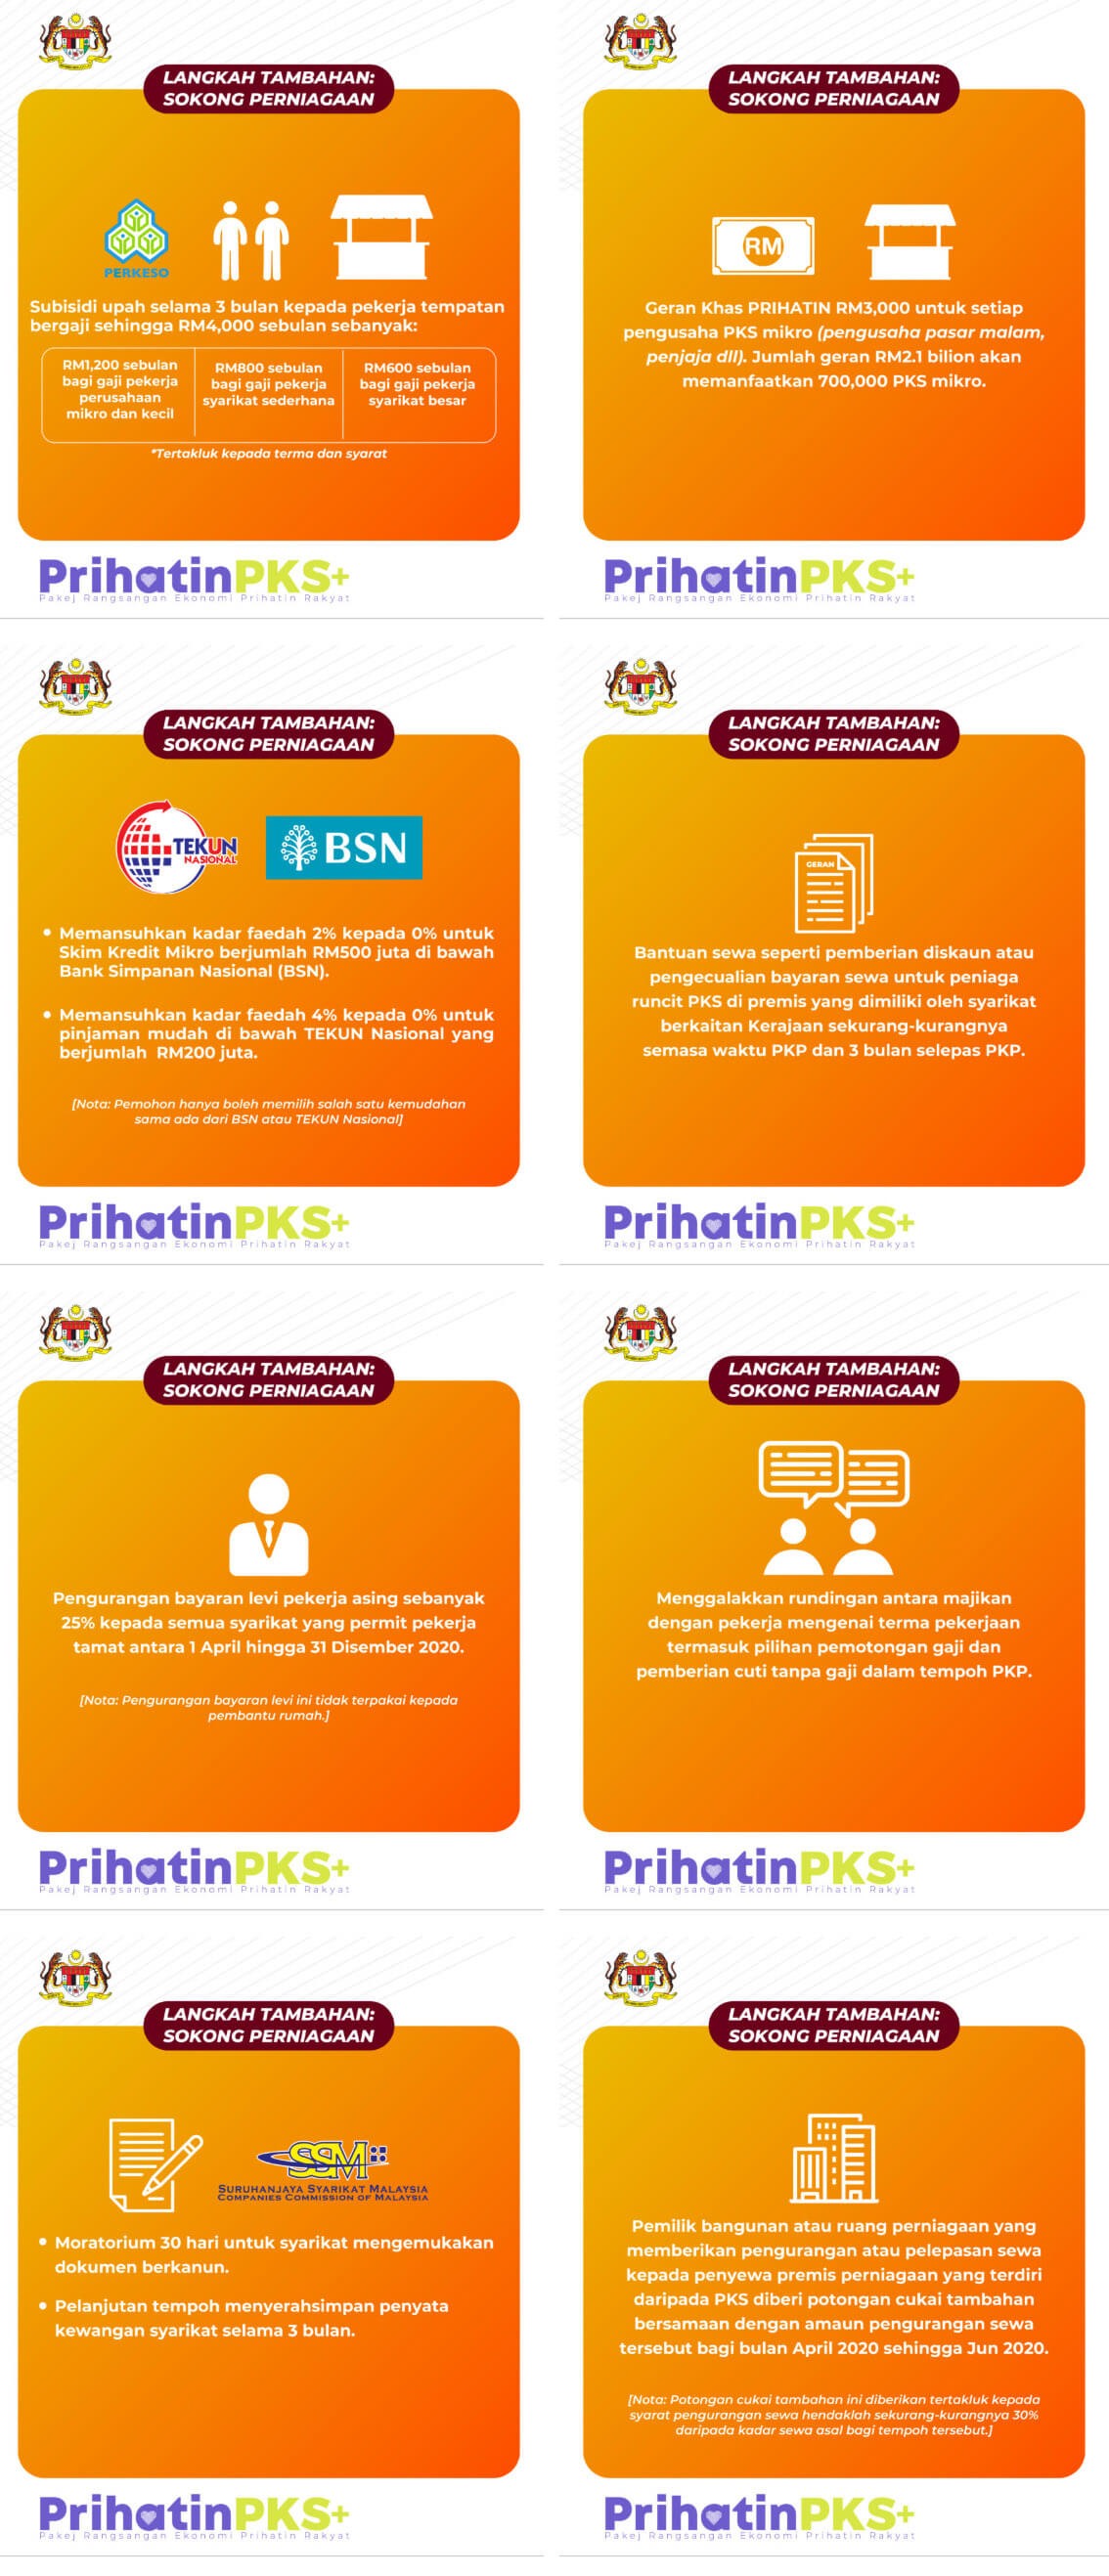 LANGKAH TAMBAHAN:
SOKONG PERNIAGAAN
PERKESO
Subisidi upah selama 3 bulan kepada pekerja tempatan
bergaji sehingga RM4,000 sebulan sebanyak:
RM1,200 sebulan
bagi gaji pekerja
perusahaan
mikro dan kecil
RM800 sebulan
bagi gaji pekerja
syarikat sederhana
RM600 sebulan
bagi gaji pekerja
syarikat besar
*Tertakluk kepada terma dan syarat
PrihatinPKS+
Pakej Rangsangan Ekonomi Prihatin Rakyat
LANGKAH TAMBAHAN:
SOKONG PERNIAGAAN
RM
Geran Khas PRIHATIN RM3,000 untuk setiap
pengusaha PKS mikro (pengusaha pasar malam,
penjaja dll). Jumlah geran RM2.1 bilion akan
memanfaatkan 700,000 PKS mikro.
PrihatinPKS+
Pakej Rangsangan Ekonomi Prihatin Rakyat
LANGKAH TAMBAHAN:
SOKONG PERNIAGAAN
TEKUN
NASIONAL
BSN
• Memansuhkan kadar faedah 2% kepada 0% untuk
Skim Kredit Mikro berjumlah RM500 juta di bawah
Bank Simpanan Nasional (BSN).
• Memansuhkan kadar faedah 4% kepada 0% untuk
pinjaman mudah di bawah TEKUN Nasional yang
berjumlah RM200 juta.
[Nota: Pemohon hanya boleh memilih salah satu kemudahan
sama ada dari BSN atau TEKUN Nasional]
PrihatinPKS+
Pakej Rangsangan Ekonomi Prihatin Rakyat
LANGKAH TAMBAHAN:
SOKONG PERNIAGAAN
GERAN
Bantuan sewa seperti pemberian diskaun atau
pengecualian bayaran sewa untuk peniaga
runcit PKS di premis yang dimiliki oleh syarikat
berkaitan Kerajaan sekurang-kurangnya
semasa waktu PKP dan 3 bulan selepas PKP.
PrihatinPKS+
Pakej Rangsangan Ekonomi Prihatin Rakyat
LANGKAH TAMBAHAN:
SOKONG PERNIAGAAN
Pengurangan bayaran levi pekerja asing sebanyak
25% kepada semua syarikat yang permit pekerja
tamat antara 1 April hingga 31 Disember 2020.
[Nota: Pengurangan bayaran levi ini tidak terpakai kepada
pembantu rumah.]
PrihatinPKS+
Pakej Rangsangan Ekonomi Prihatin Rakyat
LANGKAH TAMBAHAN:
SOKONG PERNIAGAAN
Menggalakkan rundingan antara majikan
dengan pekerja mengenai terma pekerjaan
termasuk pilihan pemotongan gaji dan
pemberian cuti tanpa gaji dalam tempoh PKP.
PrihatinPKS+
Pakej Rangsangan Ekonomi Prihatin Rakyat
LANGKAH TAMBAHAN:
SOKONG PERNIAGAAN
SSM
SURUHANJAYA SYARIKAT MALAYSIA
COMPANIES COMMISSION OF MALAYSIA
• Moratorium 30 hari untuk syarikat mengemukakan
dokumen berkanun.
• Pelanjutan tempoh menyerahsimpan penyata
kewangan syarikat selama 3 bulan.
PrihatinPKS+
Pakej Rangsangan Ekonomi Prihatin Rakyat
LANGKAH TAMBAHAN:
SOKONG PERNIAGAAN
Pemilik bangunan atau ruang perniagaan yang
memberikan pengurangan atau pelepasan sewa
kepada penyewa premis perniagaan yang terdiri
daripada PKS diberi potongan cukai tambahan
bersamaan dengan amaun pengurangan sewa
tersebut bagi bulan April 2020 sehingga Jun 2020.
[Nota: Potongan cukai tambahan ini diberikan tertakluk kepada
syarat pengurangan sewa hendaklah sekurang-kurangnya 30%
daripada kadar sewa asal bagi tempoh tersebut.]
PrihatinPKS+
Pakej Rangsangan Ekonomi Prihatin Rakyat